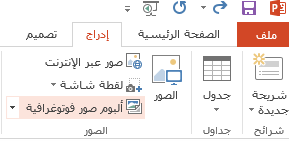 ملف
الصفحة الرئيسية
إدراج
تصميم
شريحة
جديدة
شرائح
جدول
جداول
الصور
صور عبر الإنترنت
لقطة شاشة
ألبوم صور فوتوغرافية
الصور